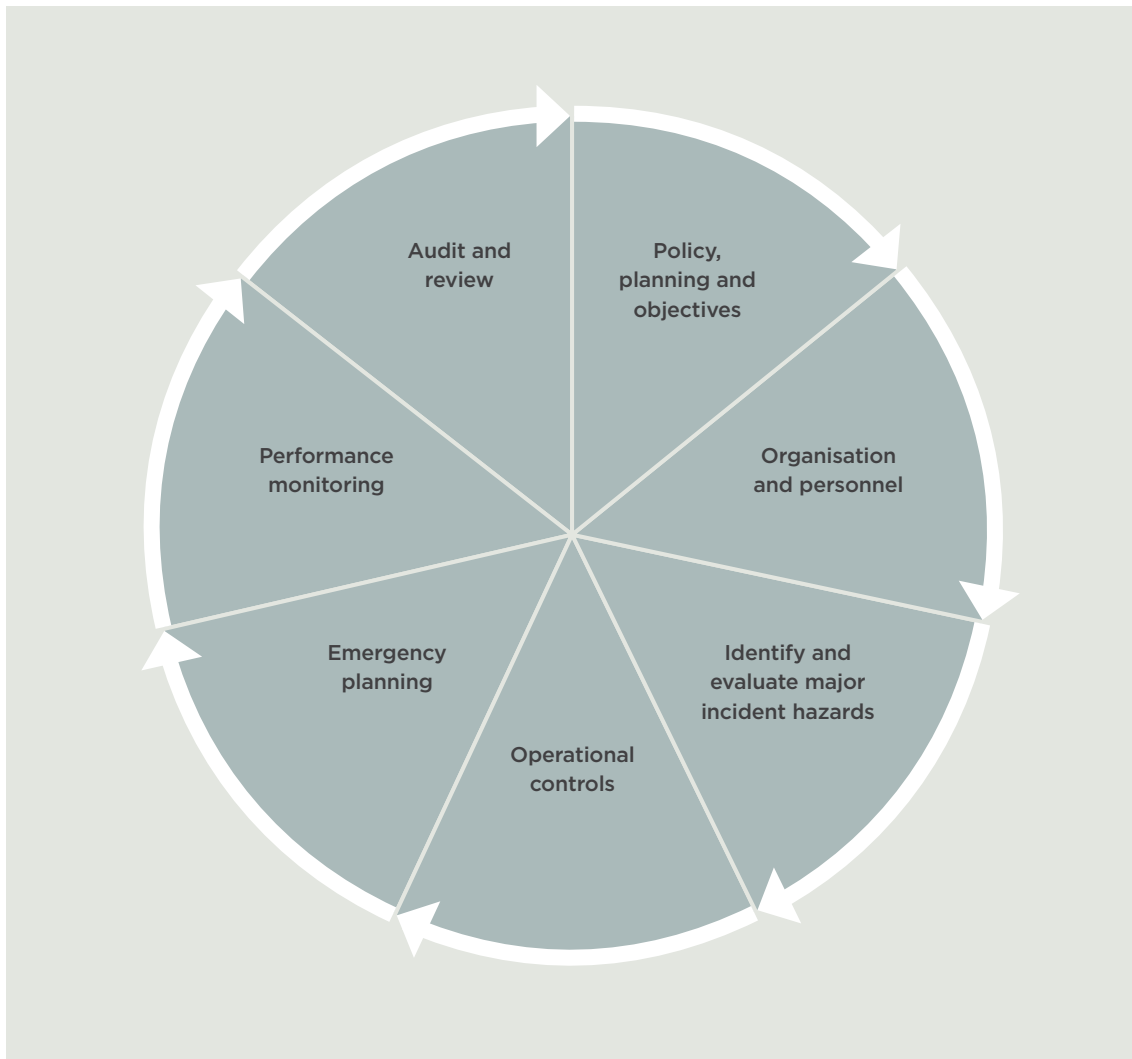 Policy,
planning and
objectives
Organisation
and personnel
Identify and
evaluate major
incident hazards
Operational
controls
Emergency
planning
Performance
monitoring
Audit and
review